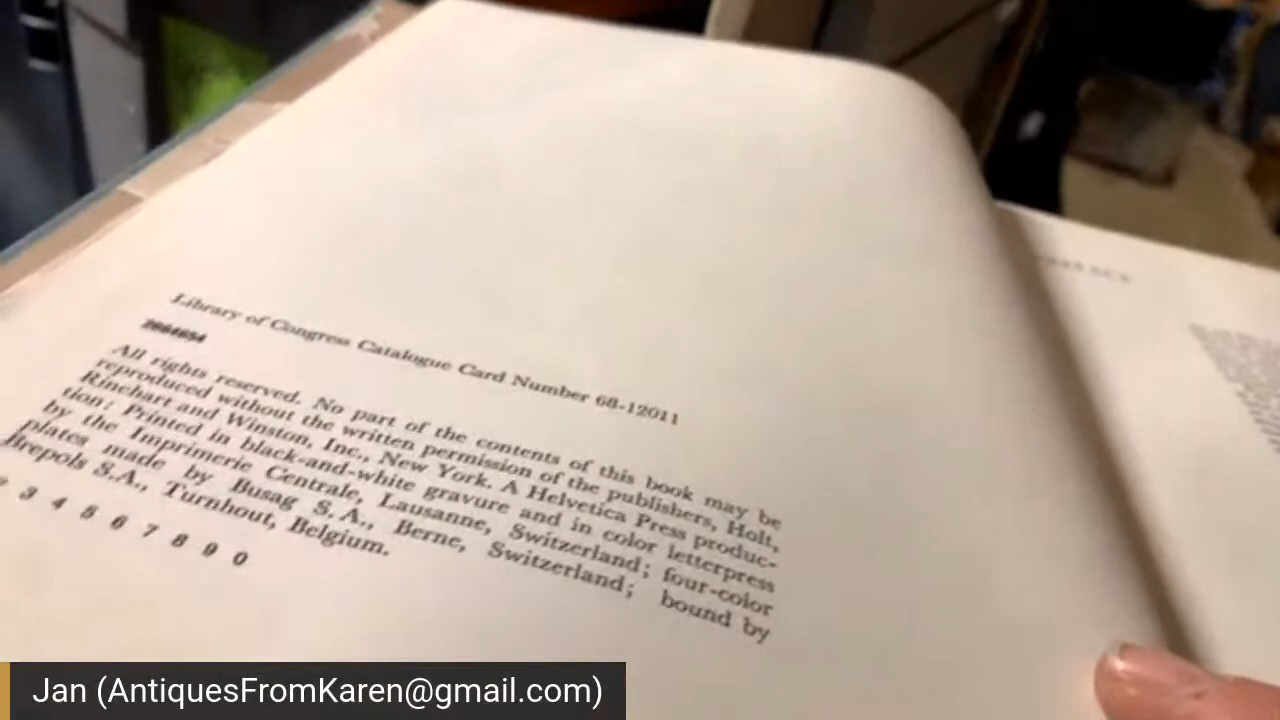 Library of Congress Catalogue Card Number 68-12011
2664654
All rights reserved. No part of the contents of this book may be
reproduced without the written permission of the publishers, Holt,
Rinehart and Winston, Inc., New York. A Helvetica Press produc-
tion: Printed in black-and-white gravure and in color letterpress
by the Imprimerie Centrale, Lausanne, Switzerland; four-color
plates made by Busag S.A., Berne, Switzerland; bound by
Brepols S.A., Turnhout, Belgium.
3 4 5 6 7 8 9 0
Jan (AntiquesFromKaren@gmail.com)